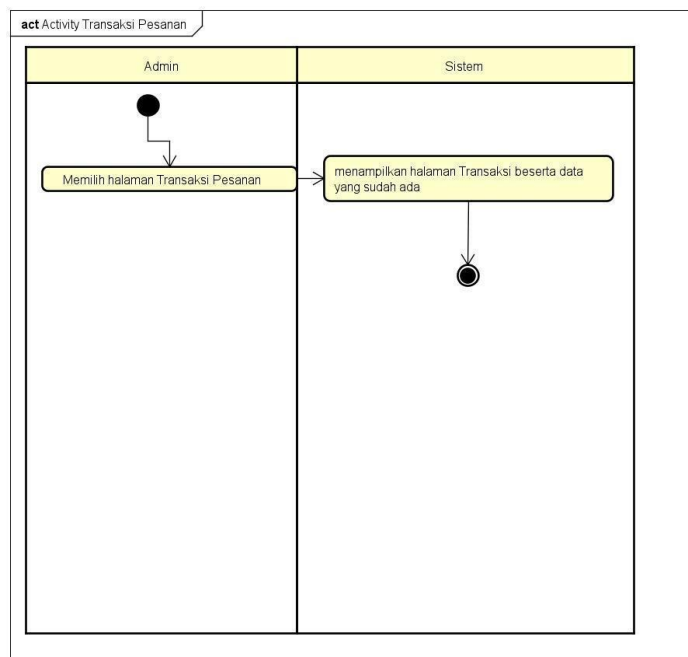 act Activity Transaksi Pesanan
Admin
Sistem
Memilih halaman Transaksi Pesanan
menampilkan halaman Transaksi beserta data
yang sudah ada